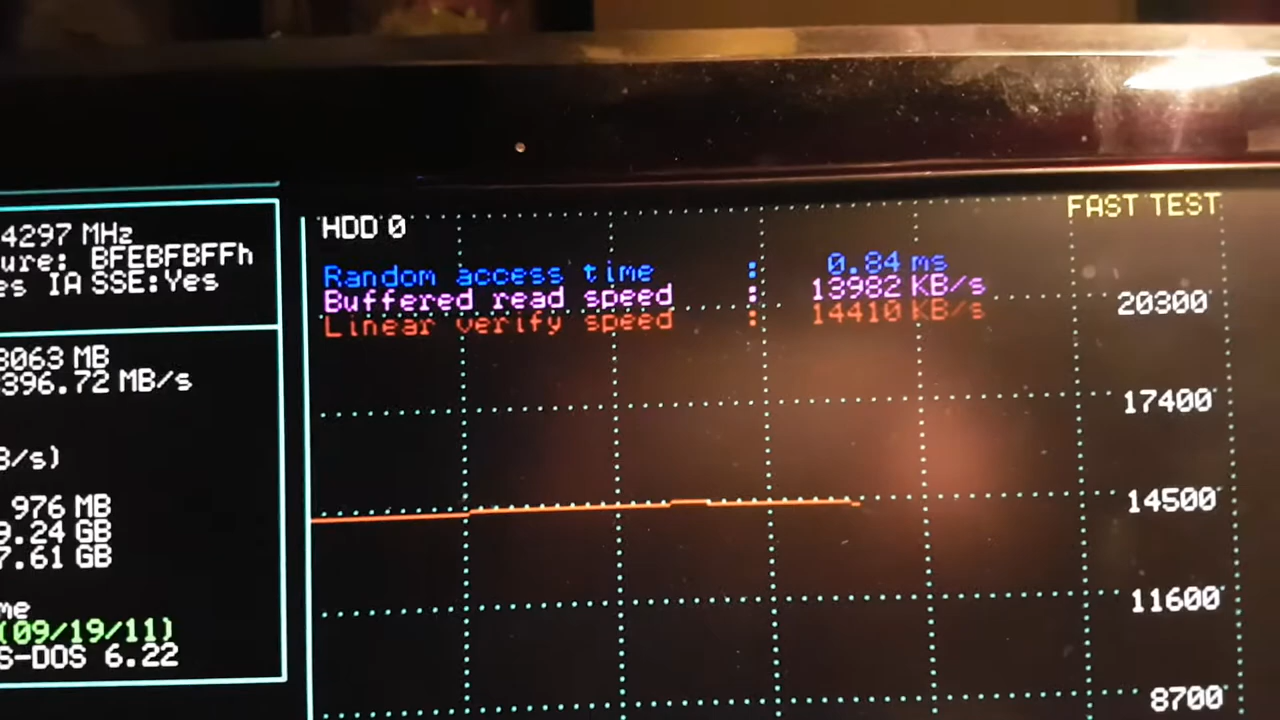 4297 MHz
ure: BFEBFBFFh
es IA SSE:Yes
3063 MB
396.72 MB/s
B/s)
976 MB
9.24 GB
7.61 GB
me
(09/19/11)
S-DOS 6.22
HDD 0
FAST TEST
Random access time : 0.84 ms
Buffered read speed : 13982 KB/s
Linear verify speed : 14410 KB/s
20300
17400
14500
11600
8700